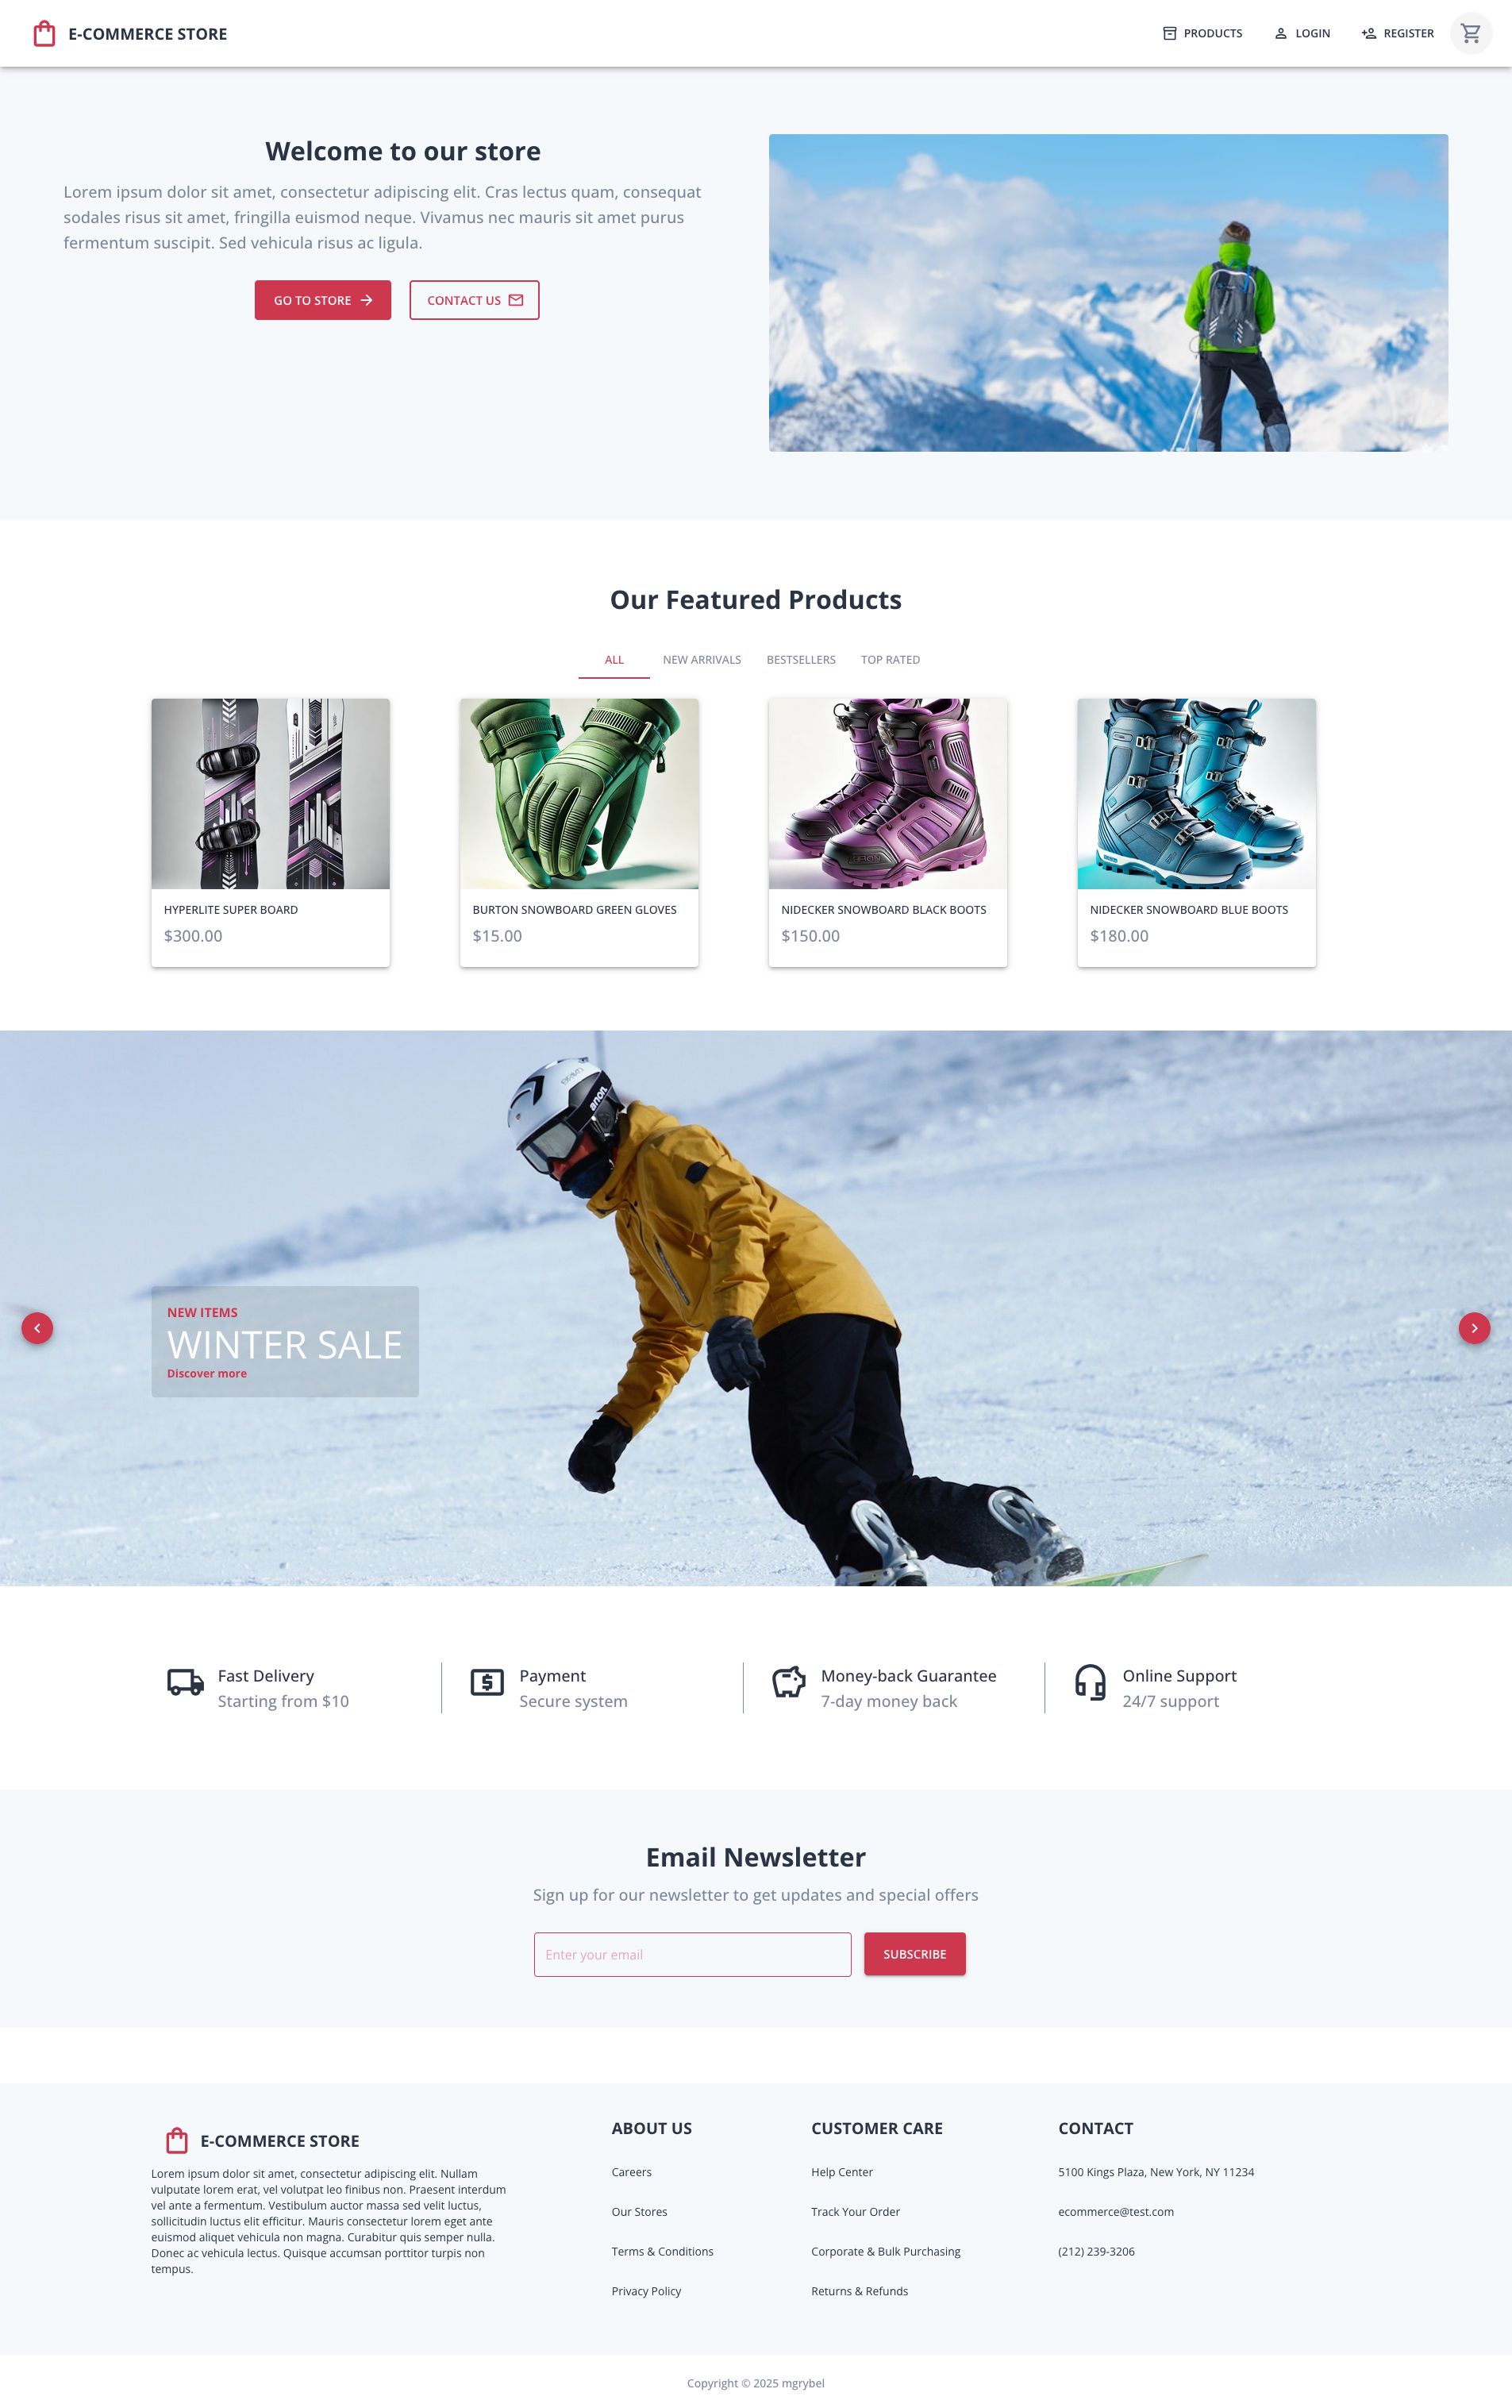 E-COMMERCE STORE
PRODUCTS
LOGIN
REGISTER
Welcome to our store
Lorem ipsum dolor sit amet, consectetur adipiscing elit. Cras lectus quam, consequat
sodales risus sit amet, fringilla euismod neque. Vivamus nec mauris sit amet purus
fermentum suscipit. Sed vehicula risus ac ligula.
GO TO STORE
CONTACT US
Our Featured Products
ALL
NEW ARRIVALS
BESTSELLERS
TOP RATED
HYPERLITE SUPER BOARD
$300.00
BURTON SNOWBOARD GREEN GLOVES
$15.00
NIDECKER SNOWBOARD BLACK BOOTS
$150.00
NIDECKER SNOWBOARD BLUE BOOTS
$180.00
anon.
NEW ITEMS
WINTER SALE
Discover more
Fast Delivery
Starting from $10
Payment
Secure system
Money-back Guarantee
7-day money back
Online Support
24/7 support
Email Newsletter
Sign up for our newsletter to get updates and special offers
Enter your email
SUBSCRIBE
E-COMMERCE STORE
Lorem ipsum dolor sit amet, consectetur adipiscing elit. Nullam
vulputate lorem erat, vel volutpat leo finibus non. Praesent interdum
vel ante a fermentum. Vestibulum auctor massa sed velit luctus,
sollicitudin luctus elit efficitur. Mauris consectetur lorem eget ante
euismod aliquet vehicula non magna. Curabitur quis semper nulla.
Donec ac vehicula lectus. Quisque accumsan porttitor turpis non
tempus.
ABOUT US
Careers
Our Stores
Terms & Conditions
Privacy Policy
CUSTOMER CARE
Help Center
Track Your Order
Corporate & Bulk Purchasing
Returns & Refunds
CONTACT
5100 Kings Plaza, New York, NY 11234
ecommerce@test.com
(212) 239-3206
Copyright © 2025 mgrybel